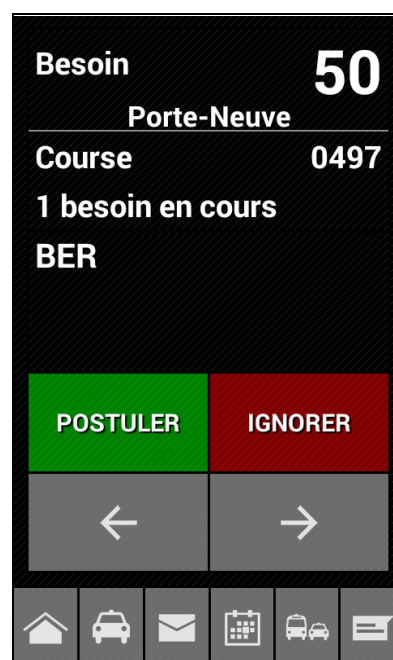 Besoin 50
Porte-Neuve
Course 0497
1 besoin en cours
BER
POSTULER IGNORER